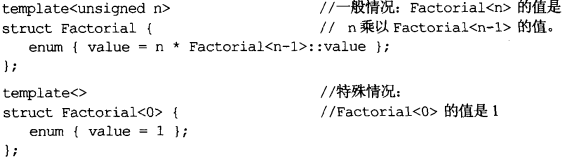 template<unsigned n> //一般情况：Factorial<n> 的值是
struct Factorial { // n 乘以 Factorial<n-1> 的值。
enum { value = n * Factorial<n-1>::value };
};
template<> //特殊情况：
struct Factorial<0> { //Factorial<0> 的值是 1
enum { value = 1 };
};